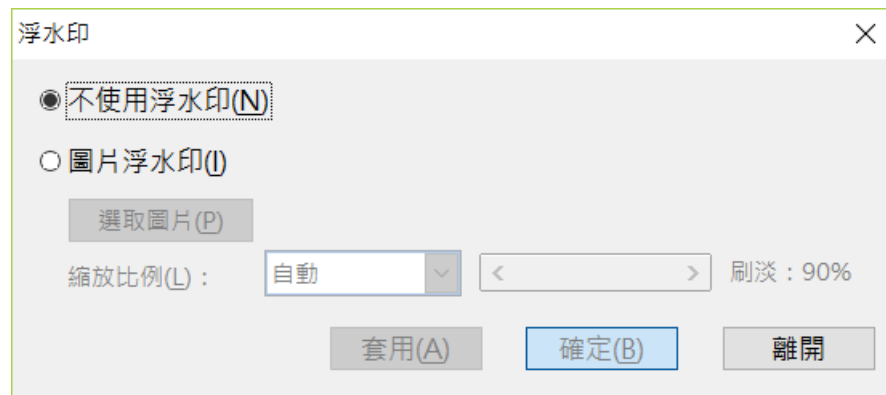 浮水印
不使用浮水印(N)
圖片浮水印(I)
選取圖片(P)
縮放比例(L)： 自動 刷淡：90%
套用(A) 確定(B) 離開